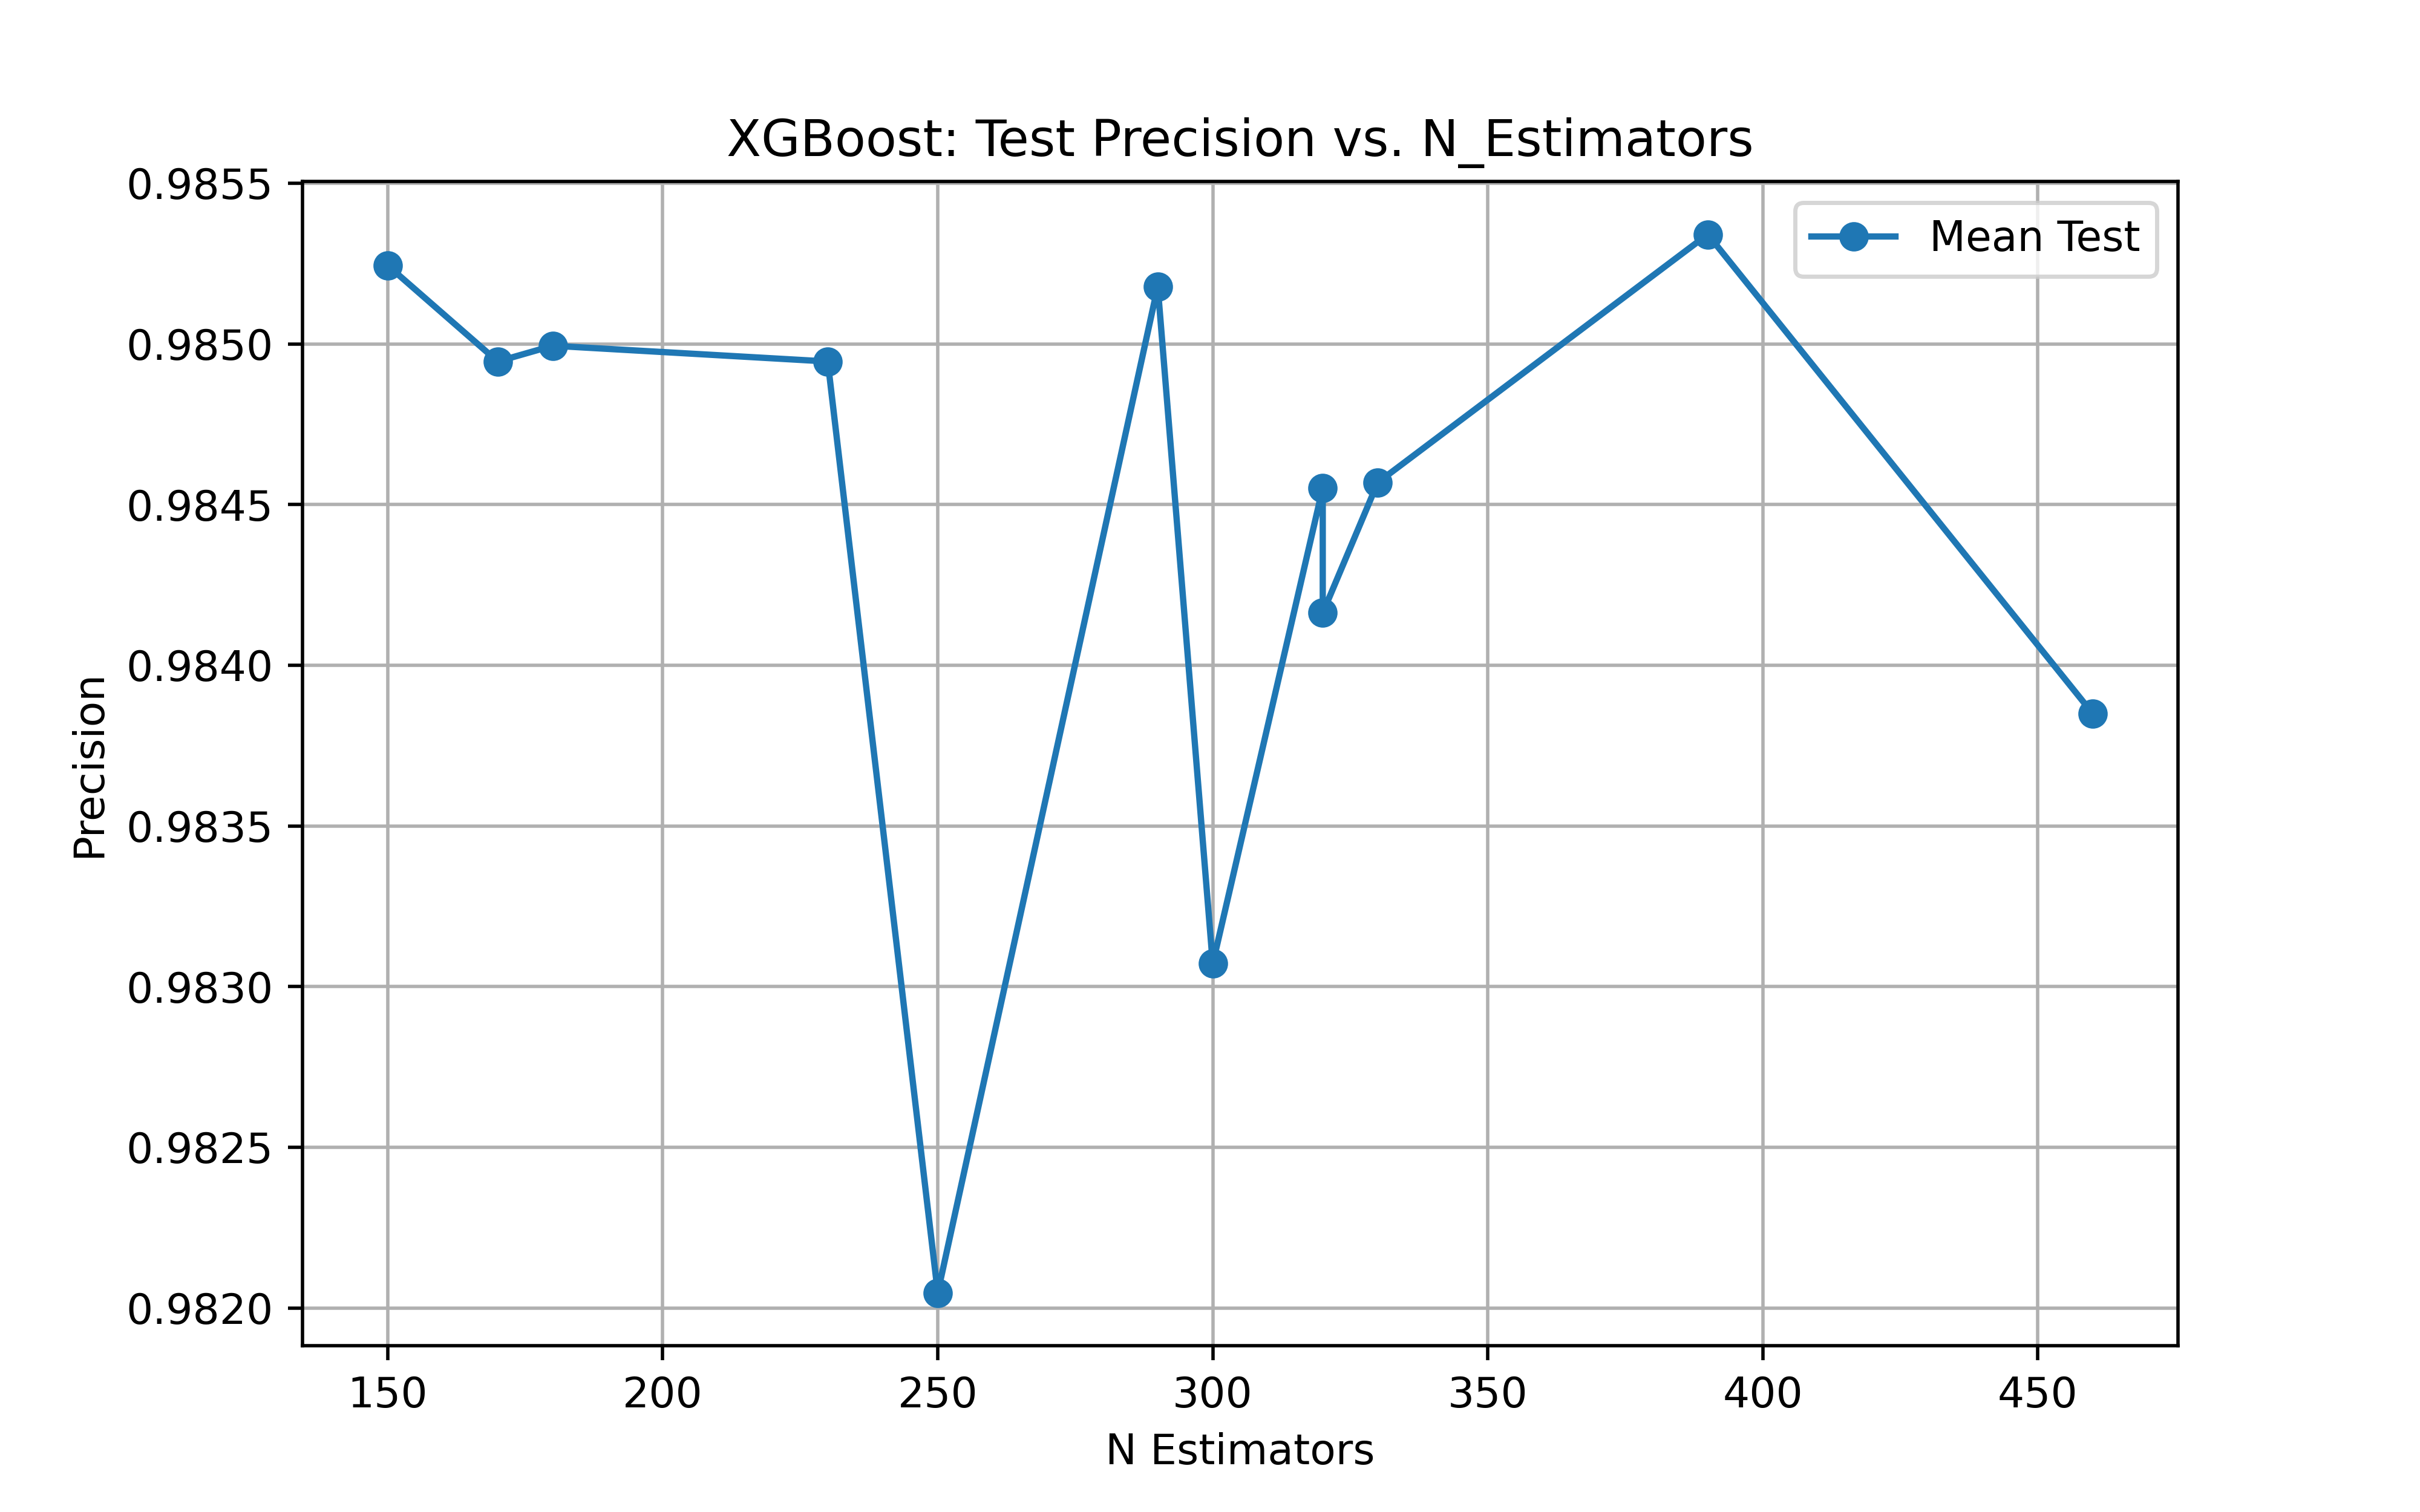 XGBoost: Test Precision vs. N_Estimators
Mean Test
0.9855
0.9850
0.9845
0.9840
0.9835
0.9830
0.9825
0.9820
Precision
150 200 250 300 350 400 450
N Estimators